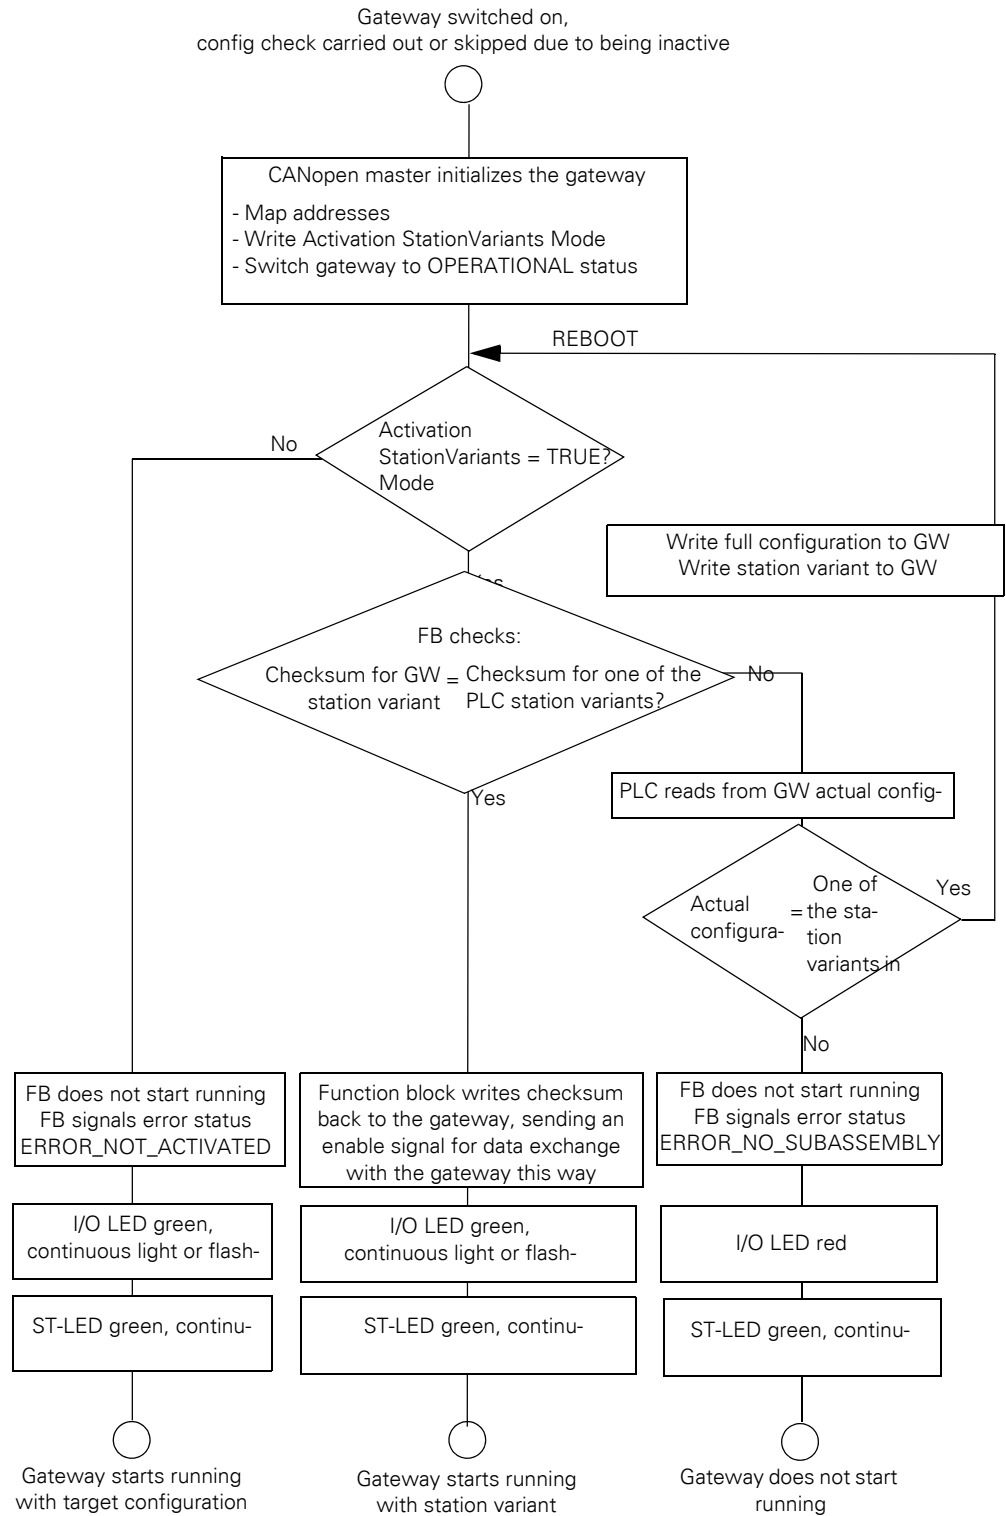 Gateway switched on,
config check carried out or skipped due to being inactive
CANopen master initializes the gateway
- Map addresses
- Write Activation StationVariants Mode
- Switch gateway to OPERATIONAL status
REBOOT
No
Activation
StationVariants = TRUE?
Mode
Write full configuration to GW
Write station variant to GW
Yes
FB checks:
Checksum for GW = Checksum for one of the
station variant PLC station variants?
No
Yes
PLC reads from GW actual config-
One of
Actual = the sta-
configura- tion
variants in
Yes
No
FB does not start running
FB signals error status
ERROR_NOT_ACTIVATED
Function block writes checksum
back to the gateway, sending an
enable signal for data exchange
with the gateway this way
FB does not start running
FB signals error status
ERROR_NO_SUBASSEMBLY
I/O LED green,
continuous light or flash-
I/O LED green,
continuous light or flash-
I/O LED red
ST-LED green, continu-
ST-LED green, continu-
ST-LED green, continu-
Gateway starts running
with target configuration
Gateway starts running
with station variant
Gateway does not start
running